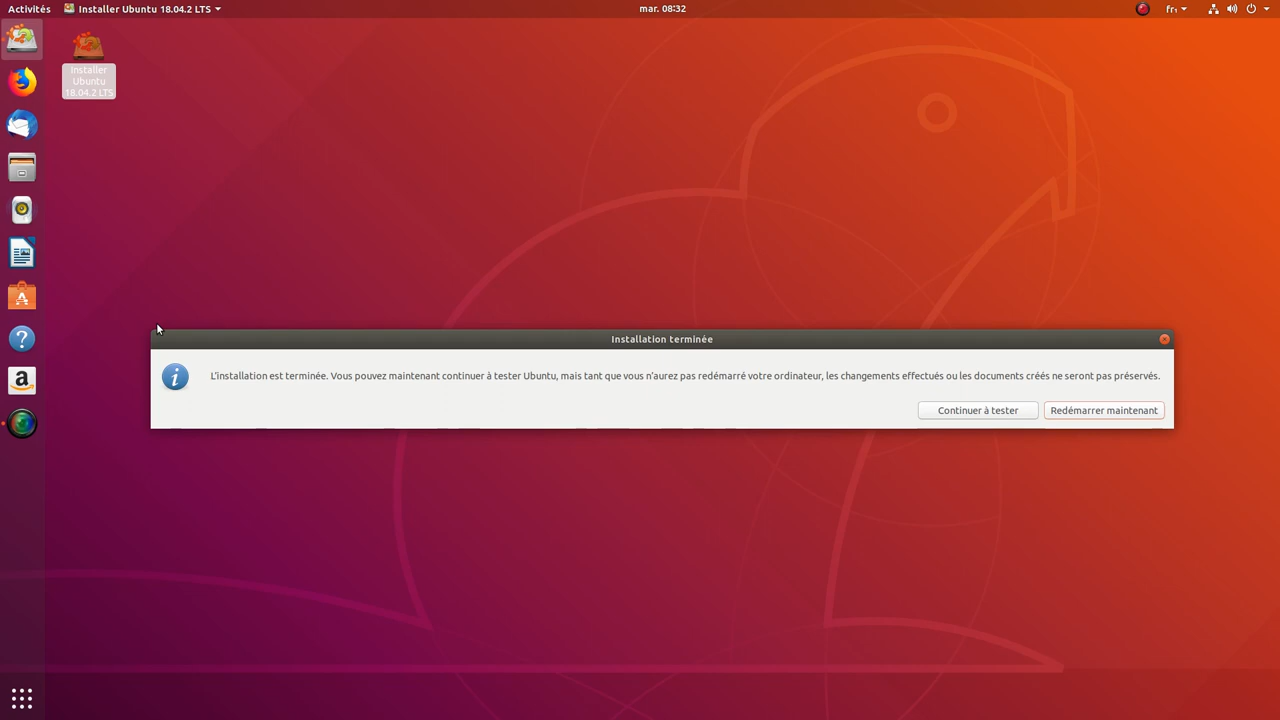 Activités
Installer Ubuntu 18.04.2 LTS
mar. 08:32
fr₁
Installer
Ubuntu
18.04.2 LTS
Installation terminée
L'installation est terminée. Vous pouvez maintenant continuer à tester Ubuntu, mais tant que vous n'aurez pas redémarré votre ordinateur, les changements effectués ou les documents créés ne seront pas préservés.
Continuer à tester
Redémarrer maintenant